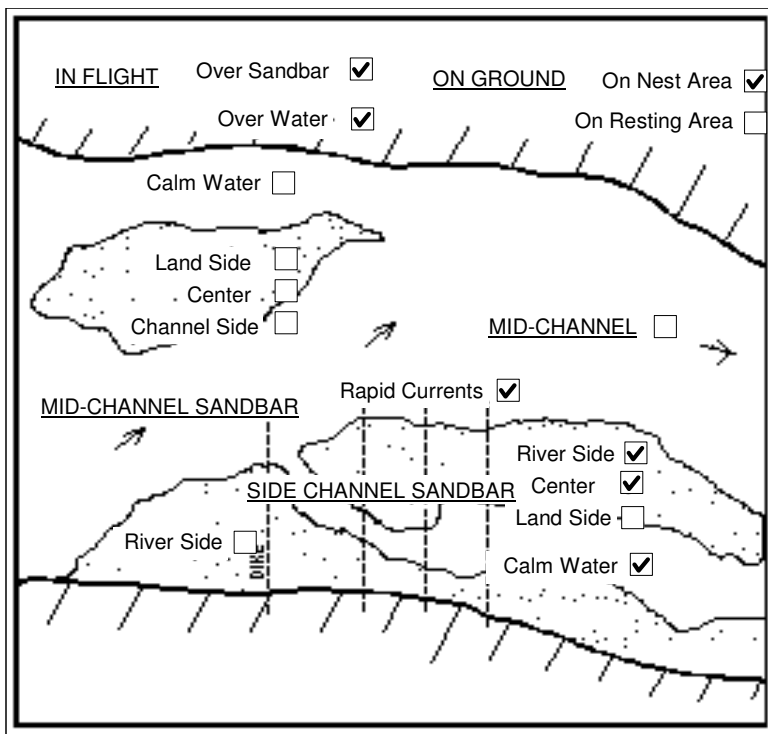 IN FLIGHT
Over Sandbar
ON GROUND
On Nest Area
Over Water
On Resting Area
Calm Water
Land Side
Center
Channel Side
MID-CHANNEL
Rapid Currents
MID-CHANNEL SANDBAR
River Side
SIDE CHANNEL SANDBAR
Center
Land Side
River Side
DIKE
Calm Water